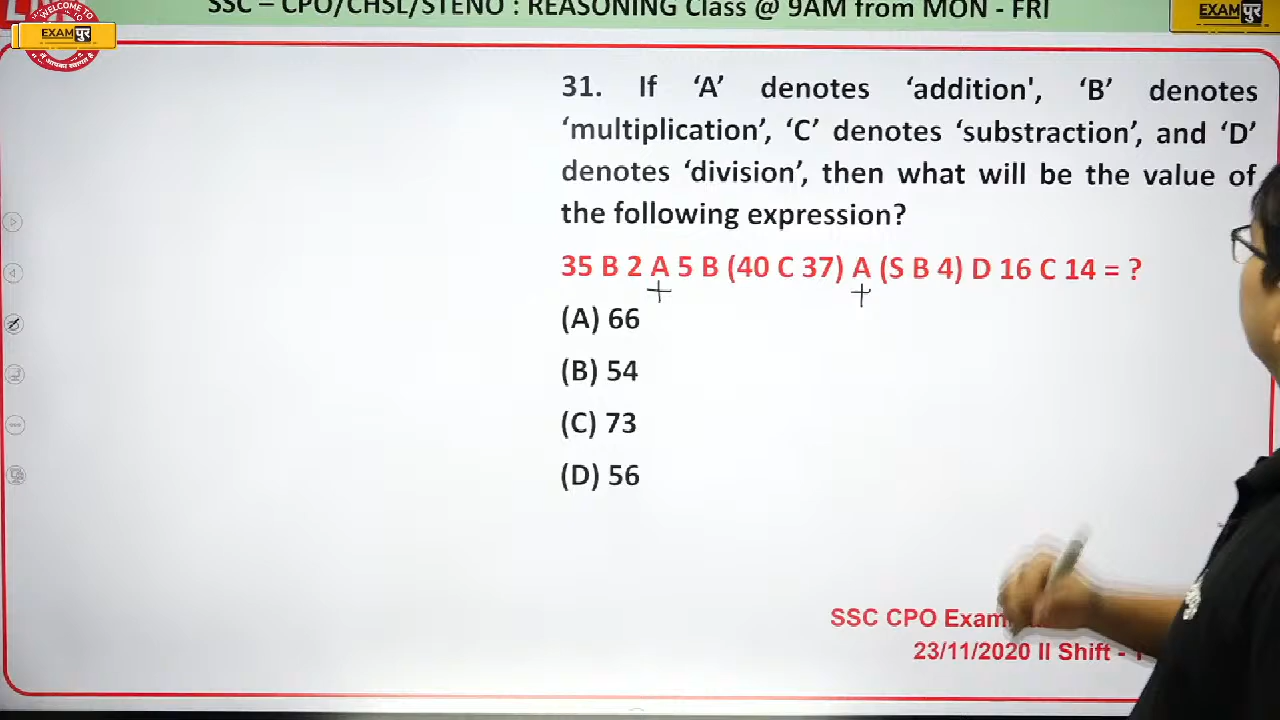 SSC – CPO/CHSL/STENO : REASONING Class @ 9AM from MON - FRI
WELCOME TO
EXAMपुर
EXAMपुर
31. If ‘A’ denotes ‘addition', ‘B’ denotes
‘multiplication’, ‘C’ denotes ‘substraction’, and ‘D’
denotes ‘division’, then what will be the value of
the following expression?
35 B 2 A 5 B (40 C 37) A (S B 4) D 16 C 14 = ?
+ +
(A) 66
(B) 54
(C) 73
(D) 56
SSC CPO Exam
23/11/2020 II Shift -